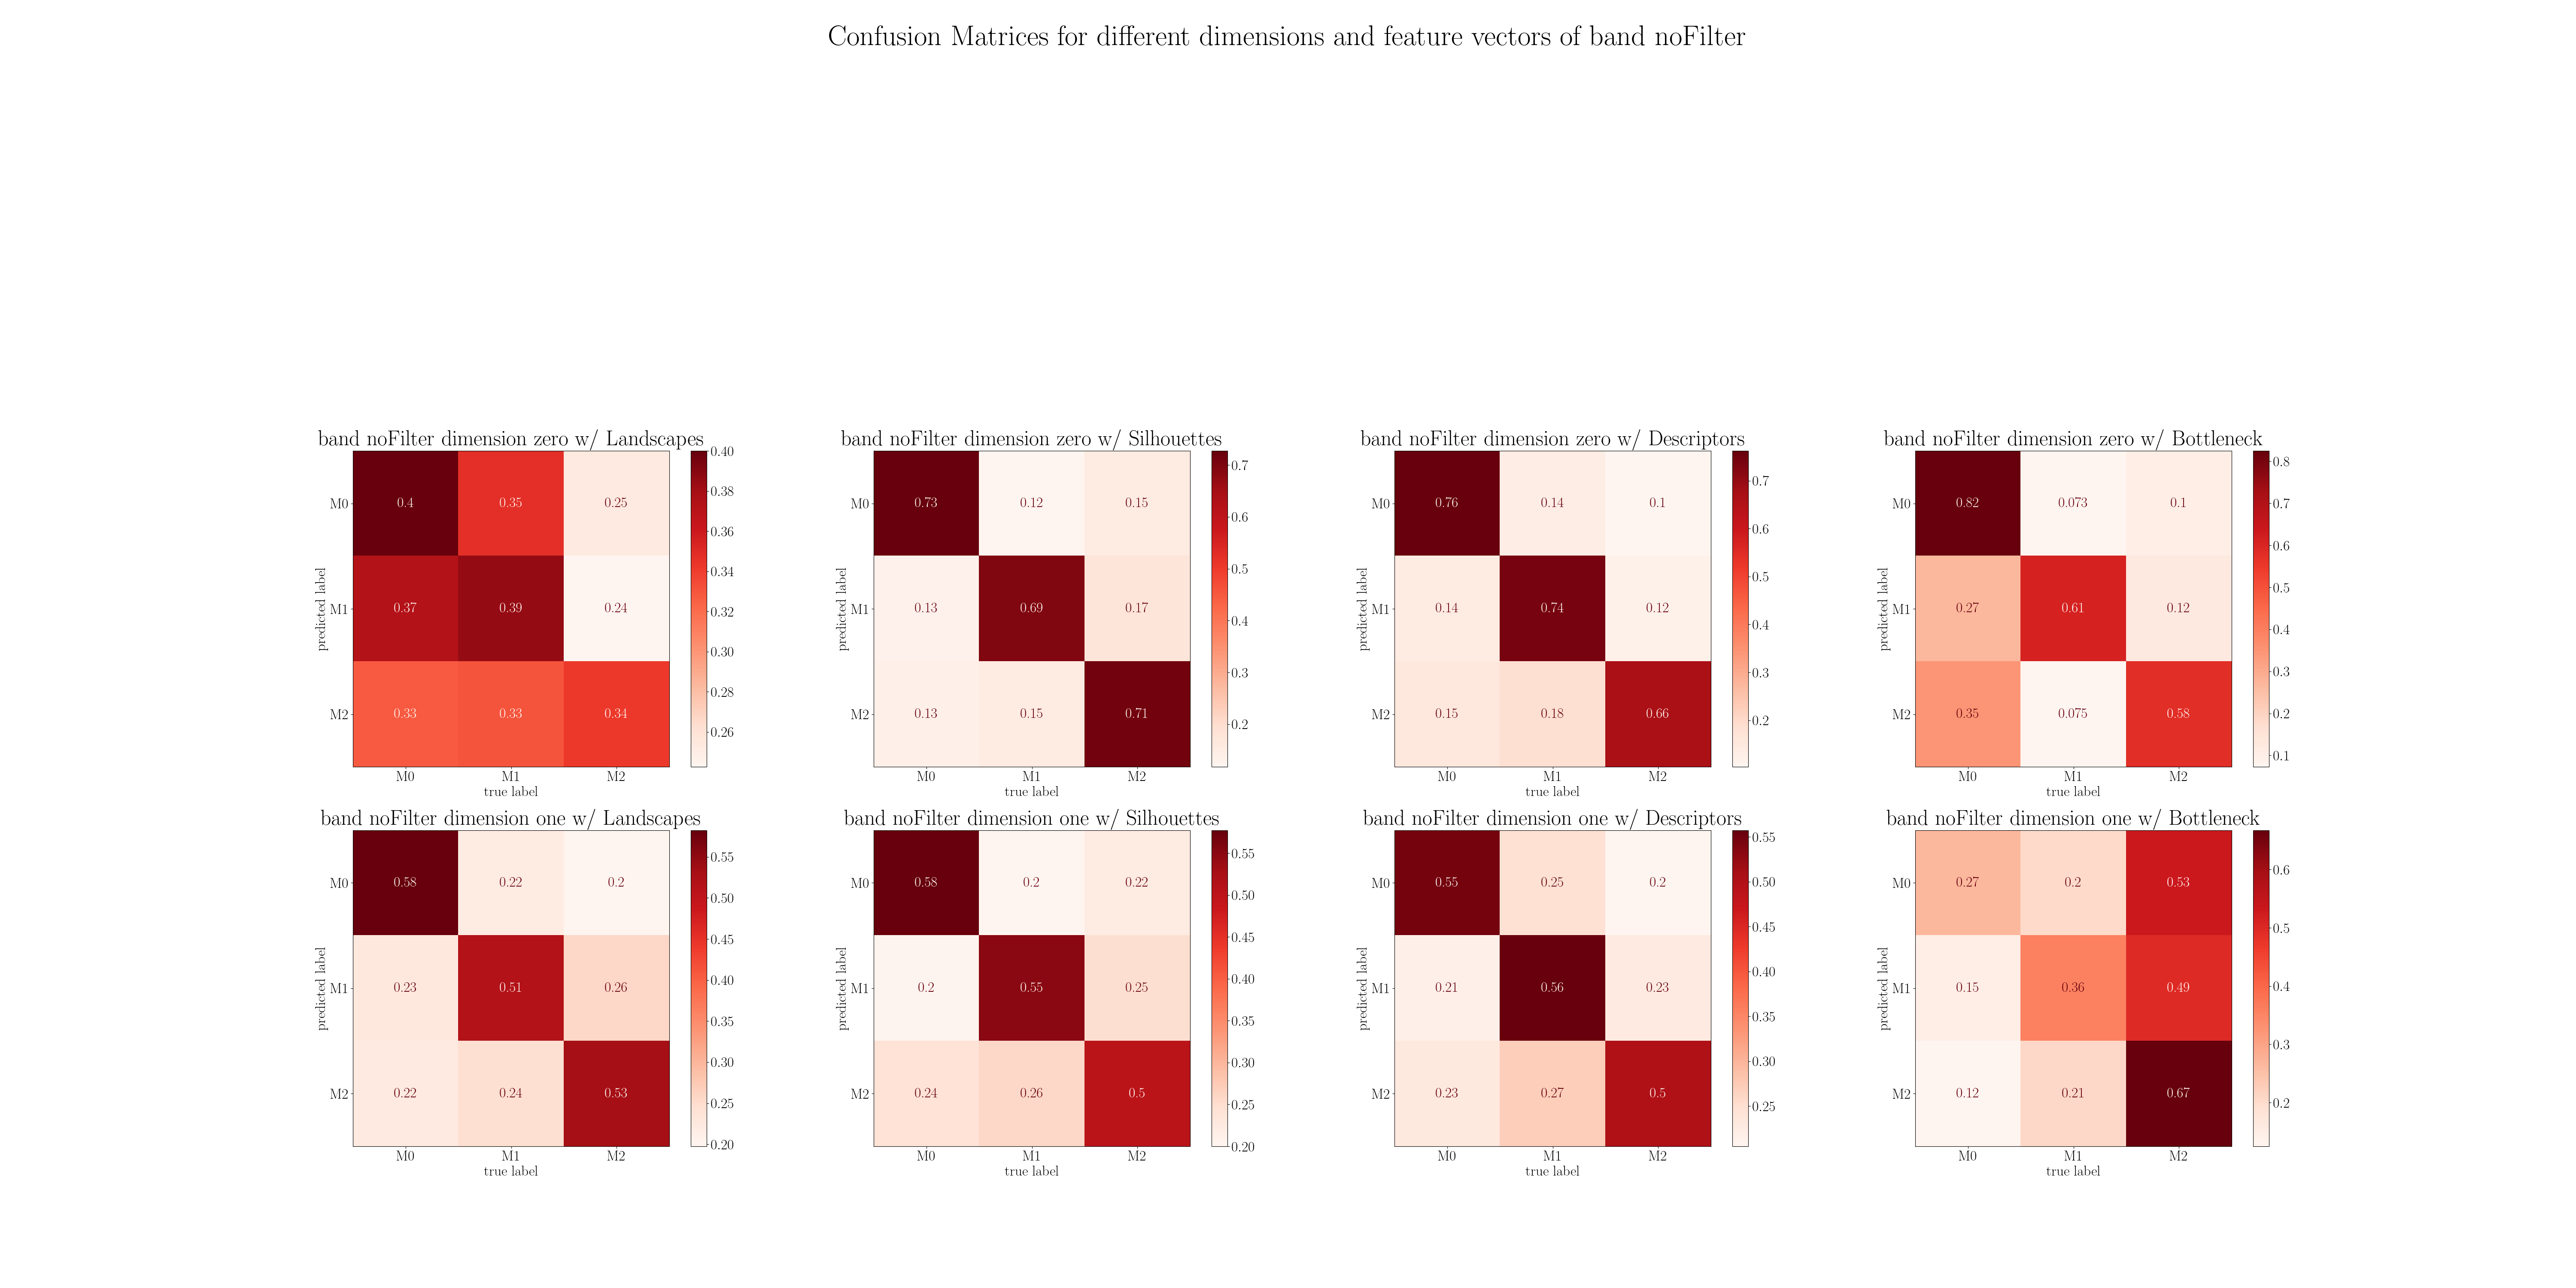 Confusion Matrices for different dimensions and feature vectors of band noFilter
band noFilter dimension zero w/ Landscapes
predicted label
M0 0.4 0.35 0.25
M1 0.37 0.39 0.24
M2 0.33 0.33 0.34
M0 M1 M2
true label
0.40
0.38
0.36
0.34
0.32
0.30
0.28
0.26
band noFilter dimension zero w/ Silhouettes
predicted label
M0 0.73 0.12 0.15
M1 0.13 0.69 0.17
M2 0.13 0.15 0.71
M0 M1 M2
true label
0.7
0.6
0.5
0.4
0.3
0.2
band noFilter dimension zero w/ Descriptors
predicted label
M0 0.76 0.14 0.1
M1 0.14 0.74 0.12
M2 0.15 0.18 0.66
M0 M1 M2
true label
0.7
0.6
0.5
0.4
0.3
0.2
band noFilter dimension zero w/ Bottleneck
predicted label
M0 0.82 0.073 0.1
M1 0.27 0.61 0.12
M2 0.35 0.075 0.58
M0 M1 M2
true label
0.8
0.7
0.6
0.5
0.4
0.3
0.2
0.1
band noFilter dimension one w/ Landscapes
predicted label
M0 0.58 0.22 0.2
M1 0.23 0.51 0.26
M2 0.22 0.24 0.53
M0 M1 M2
true label
0.55
0.50
0.45
0.40
0.35
0.30
0.25
0.20
band noFilter dimension one w/ Silhouettes
predicted label
M0 0.58 0.2 0.22
M1 0.2 0.55 0.25
M2 0.24 0.26 0.5
M0 M1 M2
true label
0.55
0.50
0.45
0.40
0.35
0.30
0.25
0.20
band noFilter dimension one w/ Descriptors
predicted label
M0 0.55 0.25 0.2
M1 0.21 0.56 0.23
M2 0.23 0.27 0.5
M0 M1 M2
true label
0.55
0.50
0.45
0.40
0.35
0.30
0.25
band noFilter dimension one w/ Bottleneck
predicted label
M0 0.27 0.2 0.53
M1 0.15 0.36 0.49
M2 0.12 0.21 0.67
M0 M1 M2
true label
0.6
0.5
0.4
0.3
0.2